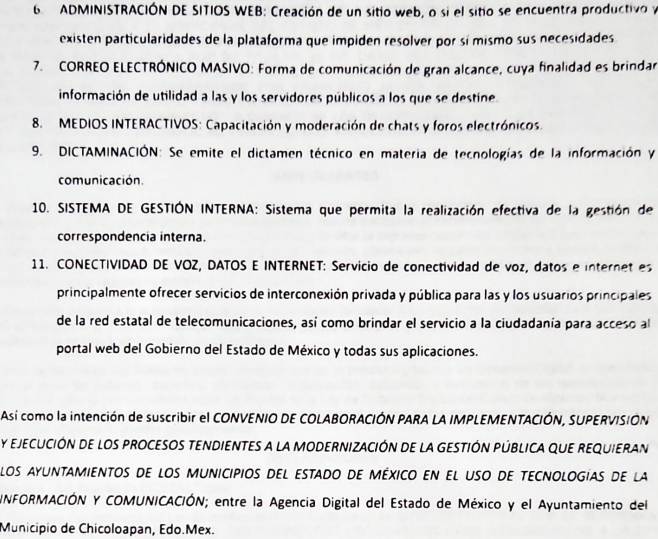 6. ADMINISTRACIÓN DE SITIOS WEB: Creación de un sitio web, o si el sitio se encuentra productivo y
existen particularidades de la plataforma que impiden resolver por sí mismo sus necesidades.
7. CORREO ELECTRÓNICO MASIVO: Forma de comunicación de gran alcance, cuya finalidad es brindar
información de utilidad a las y los servidores públicos a los que se destine.
8. MEDIOS INTERACTIVOS: Capacitación y moderación de chats y foros electrónicos.
9. DICTAMINACIÓN: Se emite el dictamen técnico en materia de tecnologías de la información y
comunicación.
10. SISTEMA DE GESTIÓN INTERNA: Sistema que permita la realización efectiva de la gestión de
correspondencia interna.
11. CONECTIVIDAD DE VOZ, DATOS E INTERNET: Servicio de conectividad de voz, datos e internet es
principalmente ofrecer servicios de interconexión privada y pública para las y los usuarios principales
de la red estatal de telecomunicaciones, así como brindar el servicio a la ciudadanía para acceso al
portal web del Gobierno del Estado de México y todas sus aplicaciones.
Así como la intención de suscribir el CONVENIO DE COLABORACIÓN PARA LA IMPLEMENTACIÓN, SUPERVISIÓN
Y EJECUCIÓN DE LOS PROCESOS TENDIENTES A LA MODERNIZACIÓN DE LA GESTIÓN PÚBLICA QUE REQUIERAN
LOS AYUNTAMIENTOS DE LOS MUNICIPIOS DEL ESTADO DE MÉXICO EN EL USO DE TECNOLOGÍAS DE LA
INFORMACIÓN Y COMUNICACIÓN; entre la Agencia Digital del Estado de México y el Ayuntamiento del
Municipio de Chicoloapan, Edo.Mex.